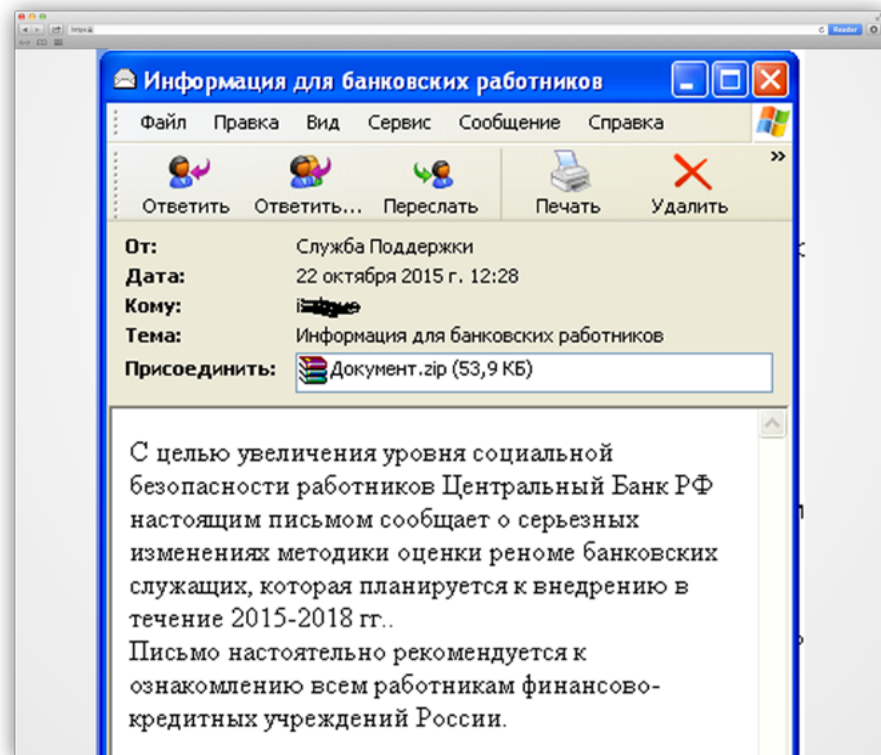 https
Reader
Информация для банковских работников
Файл Правка Вид Сервис Сообщение Справка
Ответить Ответить... Переслать Печать Удалить
От: Служба Поддержки
Дата: 22 октября 2015 г. 12:28
Кому:
Тема: Информация для банковских работников
Присоединить: Документ.zip (53,9 КБ)
С целью увеличения уровня социальной
безопасности работников Центральный Банк РФ
настоящим письмом сообщает о серьезных
изменениях методики оценки реноме банковских
служащих, которая планируется к внедрению в
течение 2015-2018 гг..
Письмо настоятельно рекомендуется к
ознакомлению всем работникам финансово-
кредитных учреждений России.